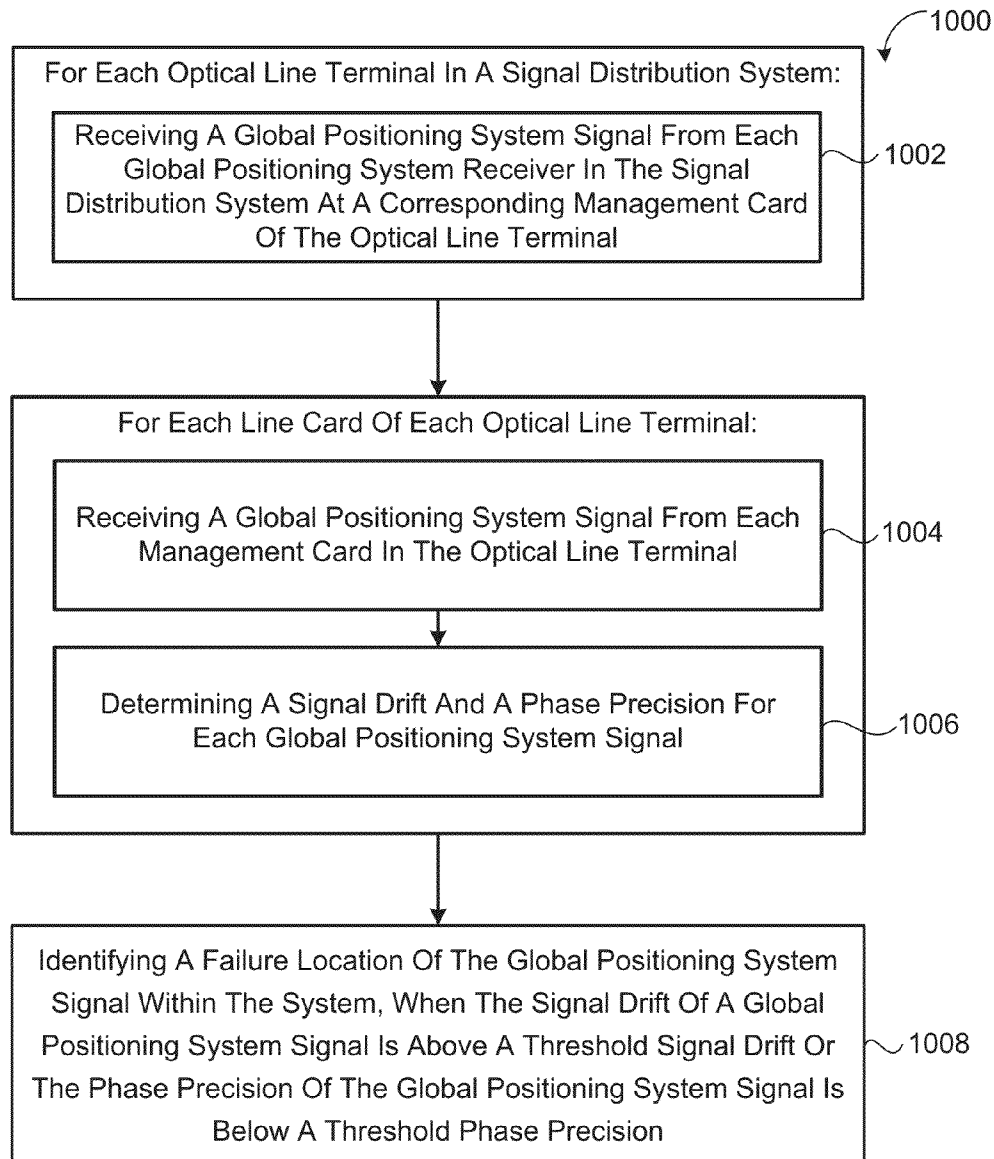 1000
For Each Optical Line Terminal In A Signal Distribution System:
Receiving A Global Positioning System Signal From Each
Global Positioning System Receiver In The Signal
Distribution System At A Corresponding Management Card
Of The Optical Line Terminal
1002
For Each Line Card Of Each Optical Line Terminal:
Receiving A Global Positioning System Signal From Each
Management Card In The Optical Line Terminal
1004
Determining A Signal Drift And A Phase Precision For
Each Global Positioning System Signal
1006
Identifying A Failure Location Of The Global Positioning System
Signal Within The System, When The Signal Drift Of A Global
Positioning System Signal Is Above A Threshold Signal Drift Or
The Phase Precision Of The Global Positioning System Signal Is
Below A Threshold Phase Precision
1008